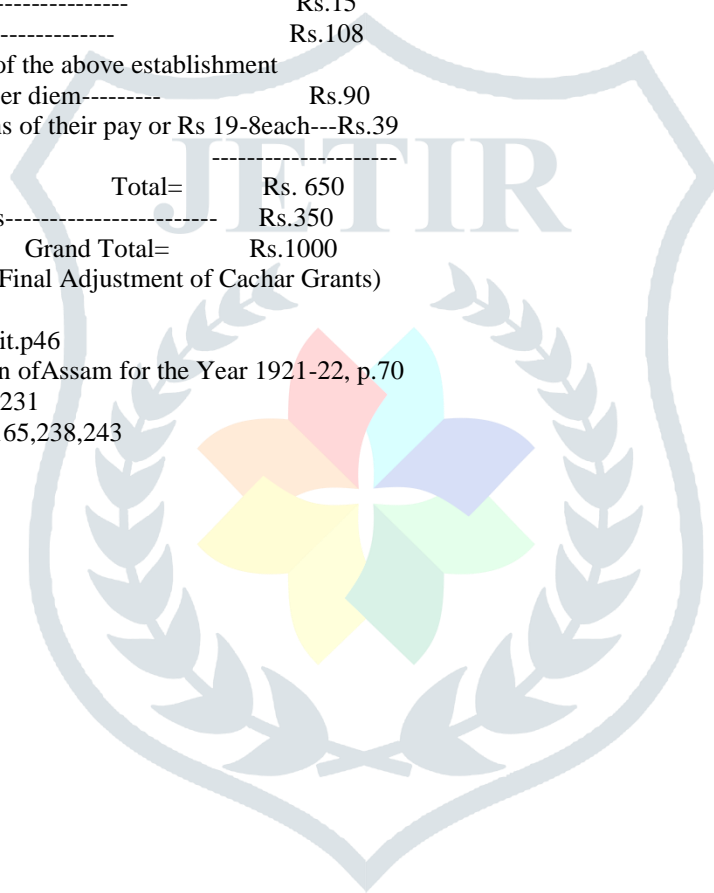 --------------- Rs.15
------------- Rs.108
of the above establishment
er diem--------- Rs.90
ns of their pay or Rs 19-8each---Rs.39
---------------------
Total= Rs. 650
s------------------------ Rs.350
Grand Total= Rs.1000
Final Adjustment of Cachar Grants)
it.p46
n ofAssam for the Year 1921-22, p.70
231
65,238,243
JETIR